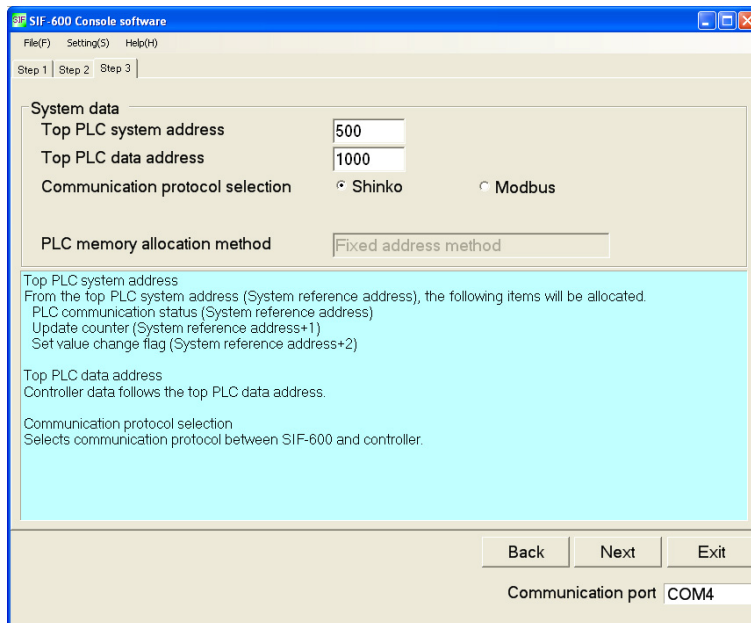 SIF SIF-600 Console software
File(F) Setting(S) Help(H)
Step 1 Step 2 Step 3
System data
Top PLC system address 500
Top PLC data address 1000
Communication protocol selection Shinko Modbus
PLC memory allocation method Fixed address method
Top PLC system address
From the top PLC system address (System reference address), the following items will be allocated.
PLC communication status (System reference address)
Update counter (System reference address+1)
Set value change flag (System reference address+2)
Top PLC data address
Controller data follows the top PLC data address.
Communication protocol selection
Selects communication protocol between SIF-600 and controller.
Back Next Exit
Communication port COM4